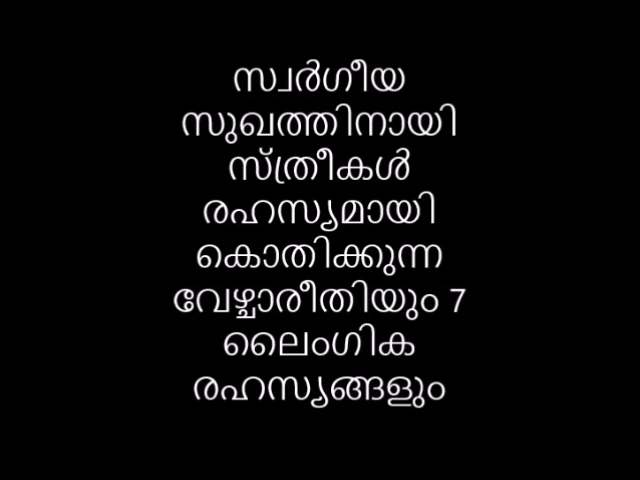 സ്വർഗീയ
സുഖത്തിനായി
സ്ത്രീകൾ
രഹസ്യമായി
കൊതിക്കുന്ന
വേഴ്ചാരീതിയും 7
ലൈംഗിക
രഹസ്യങ്ങളും